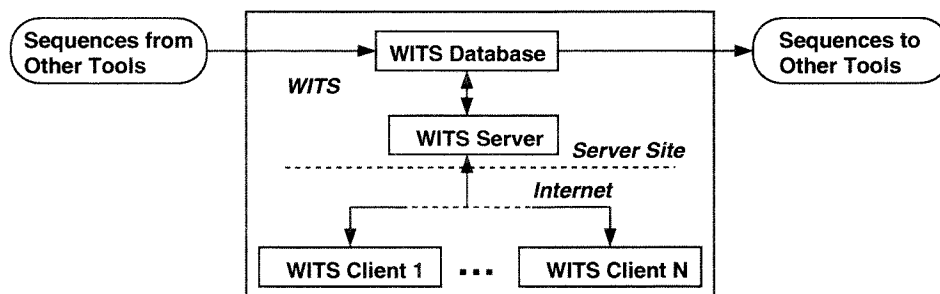 Sequences from
Other Tools
WITS Database
Sequences to
Other Tools
WITS
WITS Server
Server Site
Internet
WITS Client 1
...
WITS Client N